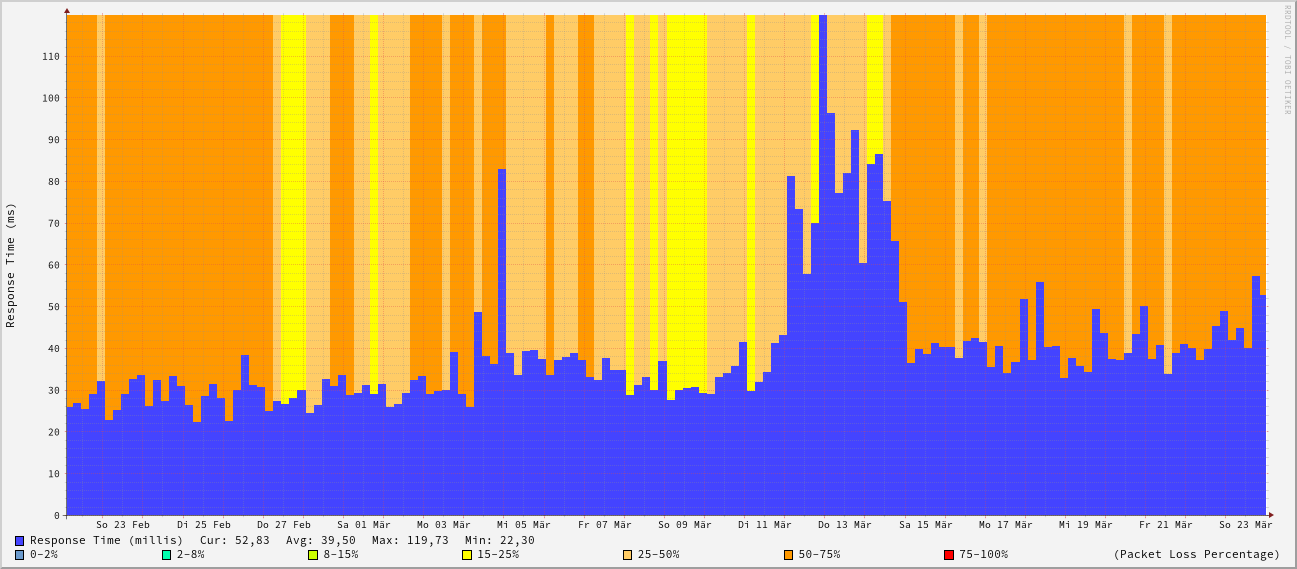 RRDTOOL / TOBI OETIKER
Response Time (ms)
110
100
90
80
70
60
50
40
30
20
10
0
So 23 Feb Di 25 Feb Do 27 Feb Sa 01 Mär Mo 03 Mär Mi 05 Mär Fr 07 Mär So 09 Mär Di 11 Mär Do 13 Mär Sa 15 Mär Mo 17 Mär Mi 19 Mär Fr 21 Mär So 23 Mär
Response Time (millis) Cur: 52,83 Avg: 39,50 Max: 119,73 Min: 22,30
0-2% 2-8% 8-15% 15-25% 25-50% 50-75% 75-100% (Packet Loss Percentage)